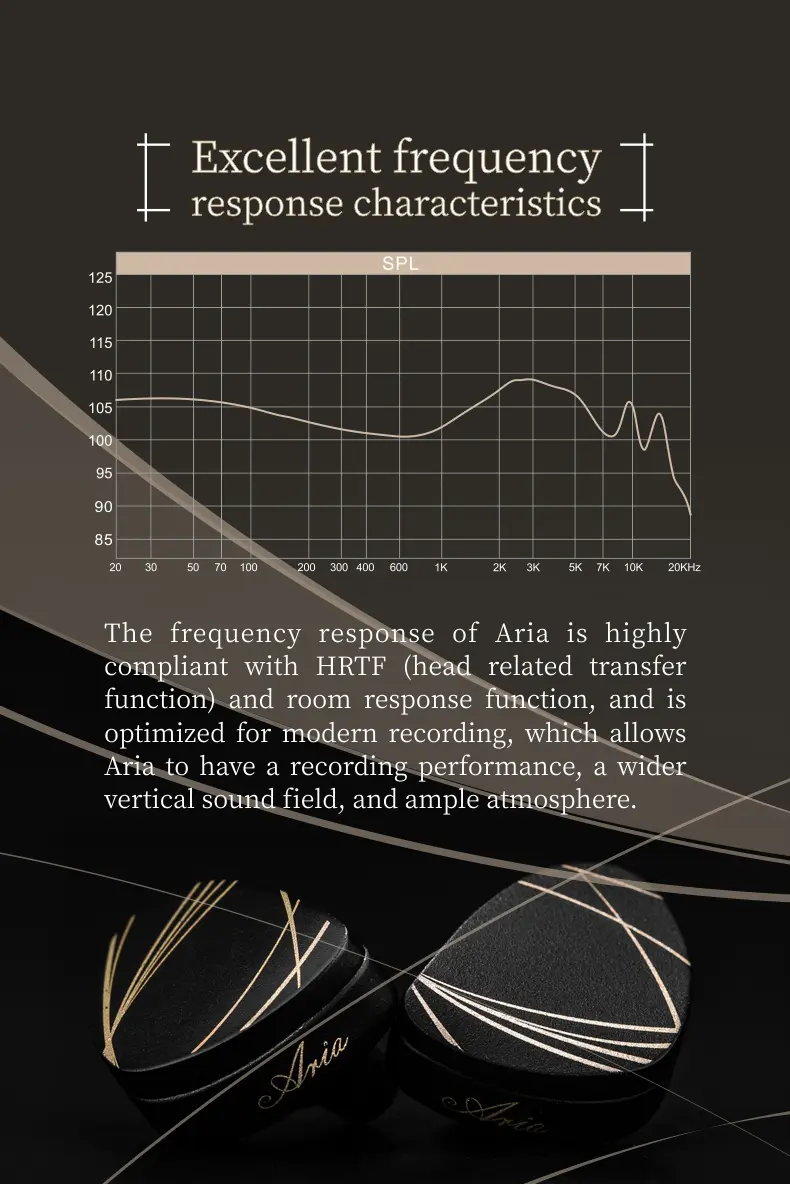 Excellent frequency
response characteristics
SPL
125
120
115
110
105
100
95
90
85
20 30 50 70 100 200 300 400 600 1K 2K 3K 5K 7K 10K 20KHz
The frequency response of Aria is highly
compliant with HRTF (head related transfer
function) and room response function, and is
optimized for modern recording, which allows
Aria to have a recording performance, a wider
vertical sound field, and ample atmosphere.
Aria
Aria